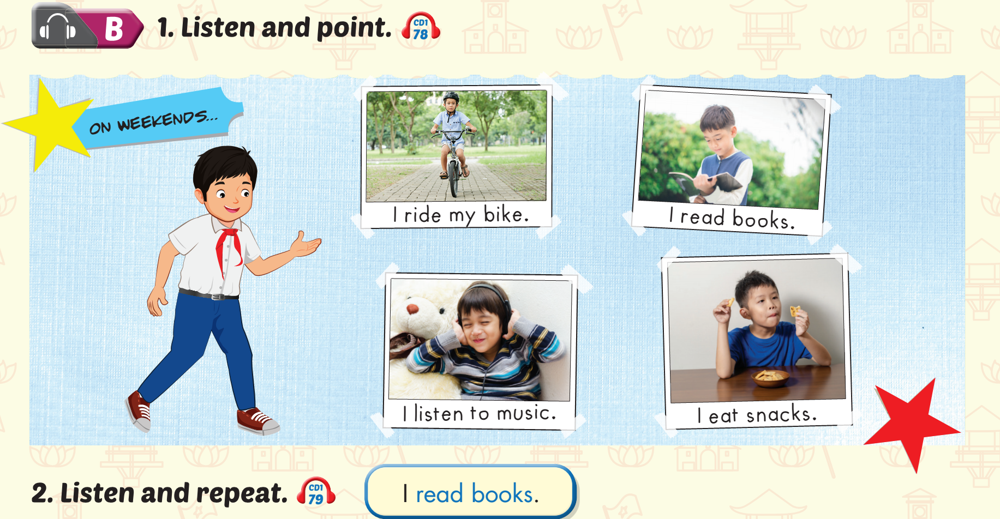 B
1. Listen and point.
CD1
78
ON WEEKENDS...
I ride my bike.
I read books.
I listen to music.
I eat snacks.
2. Listen and repeat.
CD1
79
I read books.